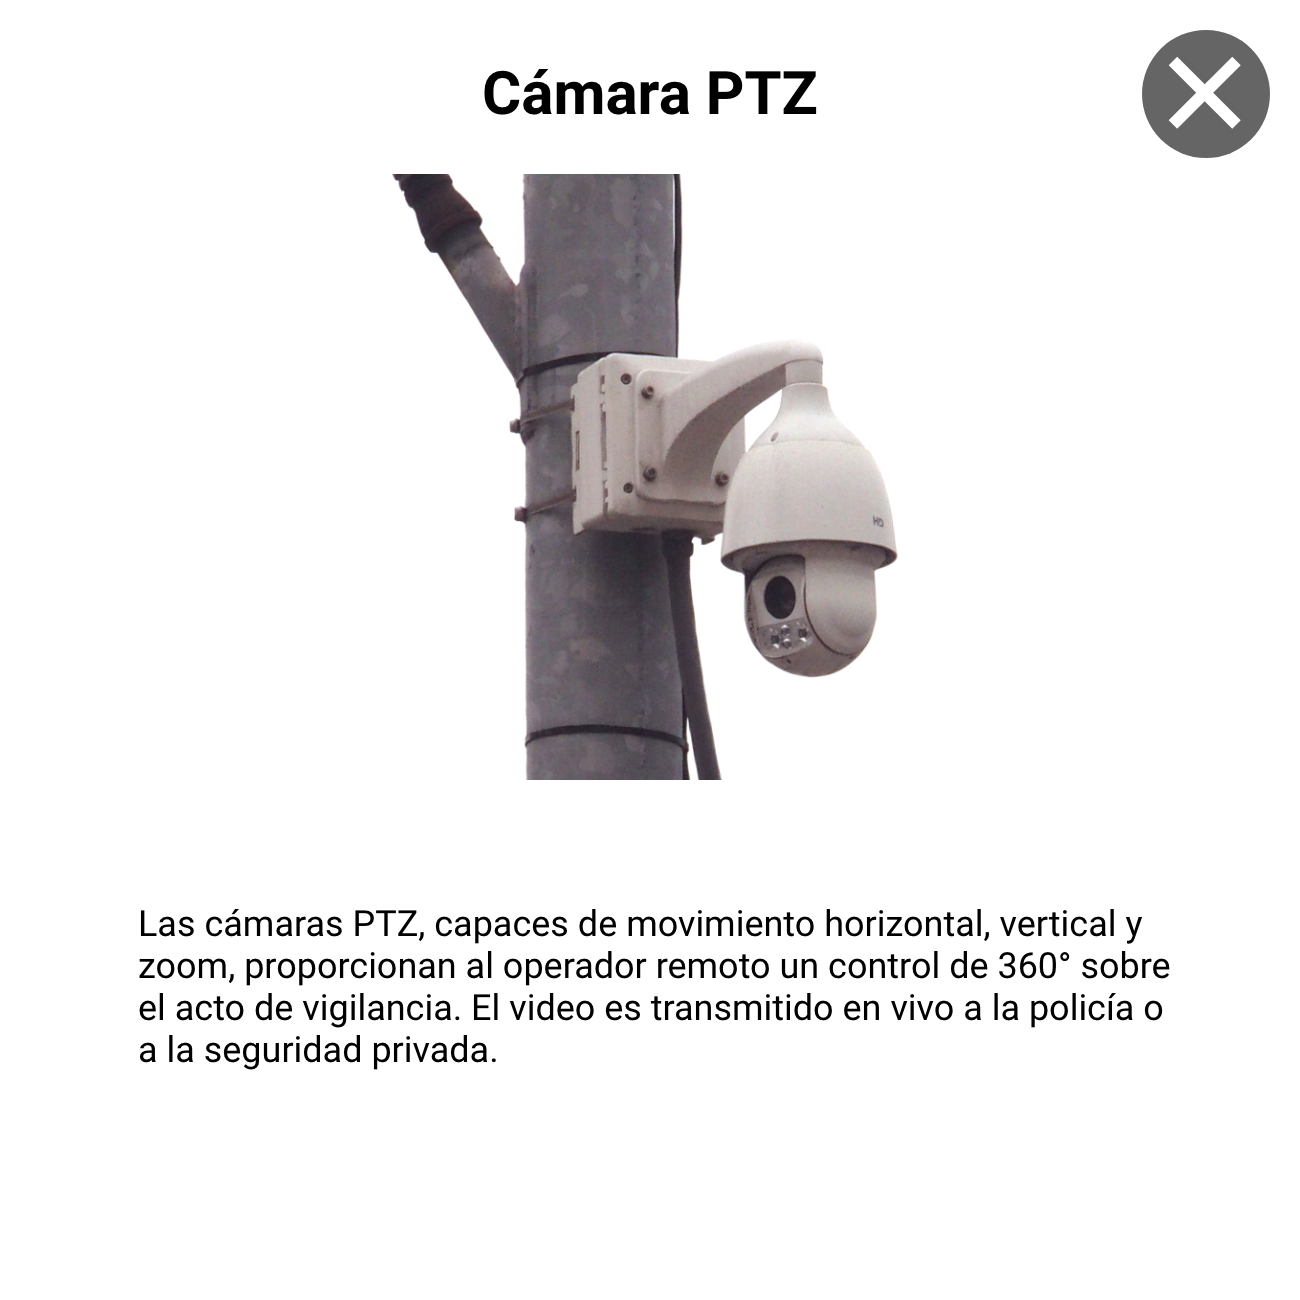 Cámara PTZ
HD
Las cámaras PTZ, capaces de movimiento horizontal, vertical y
zoom, proporcionan al operador remoto un control de 360° sobre
el acto de vigilancia. El video es transmitido en vivo a la policía o
a la seguridad privada.